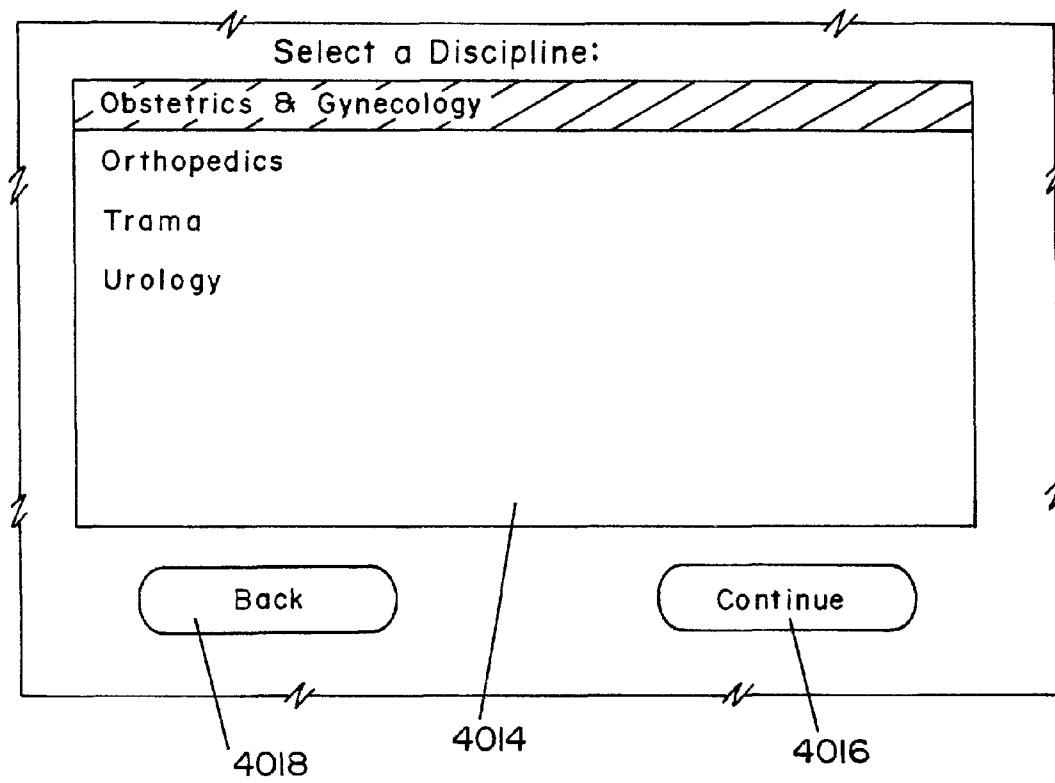 Select a Discipline:
Obstetrics & Gynecology
Orthopedics
Trama
Urology
Back
Continue
4018
4014
4016